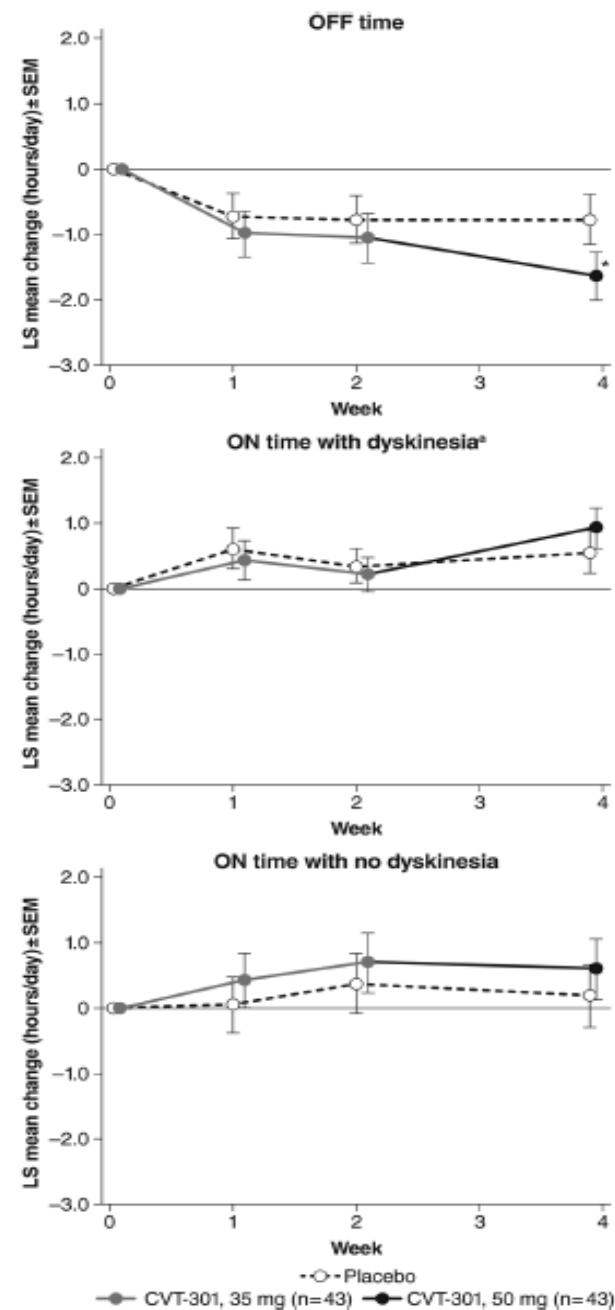 OFF time
LS mean change (hours/day)±SEM
2.0
1.0
0
−1.0
−2.0
−3.0
*
0 1 2 3 4
Week
ON time with dyskinesiaª
LS mean change (hours/day)±SEM
2.0
1.0
0
−1.0
−2.0
−3.0
0 1 2 3 4
Week
ON time with no dyskinesia
LS mean change (hours/day)±SEM
2.0
1.0
0
−1.0
−2.0
−3.0
0 1 2 3 4
Week
Placebo
CVT-301, 35 mg (n=43) CVT-301, 50 mg (n=43)